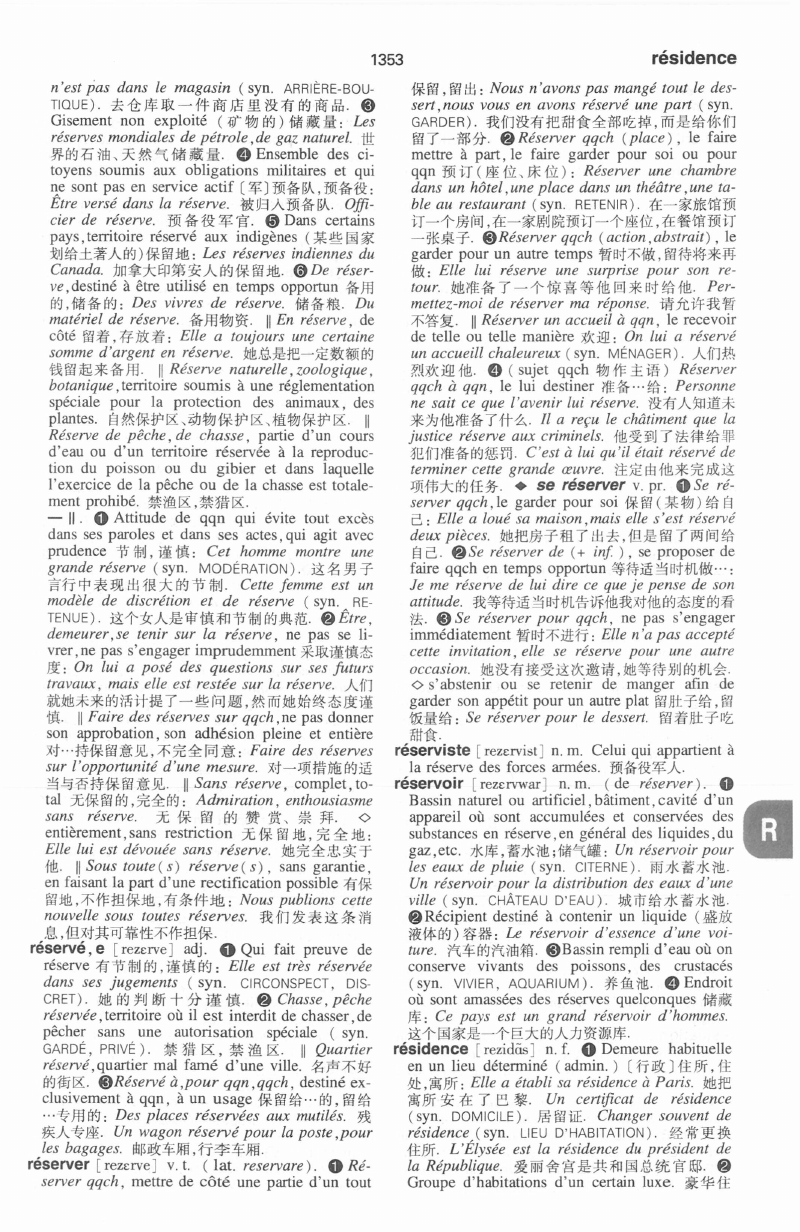 1353
résidence
n'est pas dans le magasin (syn. ARRIÈRE-BOU-
TIQUE). 去仓库取一件商店里没有的商品. ❸
Gisement non exploité (矿物的)储藏量: Les
réserves mondiales de pétrole,de gaz naturel. 世
界的石油、天然气储藏量. ❹ Ensemble des ci-
toyens soumis aux obligations militaires et qui
ne sont pas en service actif [军]预备队,预备役:
Être versé dans la réserve. 被归入预备队. Offi-
cier de réserve. 预备役军官. ❺ Dans certains
pays,territoire réservé aux indigènes (某些国家
划给土著人的)保留地: Les réserves indiennes du
Canada. 加拿大印第安人的保留地. ❻ De réser-
ve,destiné à être utilisé en temps opportun 备用
的,储备的: Des vivres de réserve. 储备粮. Du
matériel de réserve. 备用物资. ‖ En réserve, de
côté 留着,存放着: Elle a toujours une certaine
somme d'argent en réserve. 她总是把一定数额的
钱留起来备用. ‖ Réserve naturelle,zoologique,
botanique,territoire soumis à une réglementation
spéciale pour la protection des animaux, des
plantes. 自然保护区、动物保护区、植物保护区. ‖
Réserve de pêche,de chasse, partie d'un cours
d'eau ou d'un territoire réservée à la reproduc-
tion du poisson ou du gibier et dans laquelle
l'exercice de la pêche ou de la chasse est totale-
ment prohibé. 禁渔区,禁猎区.
— ‖. ❶ Attitude de qqn qui évite tout excès
dans ses paroles et dans ses actes,qui agit avec
prudence 节制,谨慎: Cet homme montre une
grande réserve (syn. MODÉRATION). 这名男子
言行中表现出很大的节制. Cette femme est un
modèle de discrétion et de réserve (syn. RE-
TENUE). 这个女人是审慎和节制的典范. ❷ Être,
demeurer,se tenir sur la réserve, ne pas se li-
vrer,ne pas s'engager imprudemment 采取谨慎态
度: On lui a posé des questions sur ses futurs
travaux, mais elle est restée sur la réserve. 人们
就她未来的活计提了一些问题,然而她始终态度谨
慎. ‖ Faire des réserves sur qqch,ne pas donner
son approbation, son adhésion pleine et entière
对…持保留意见,不完全同意: Faire des réserves
sur l'opportunité d'une mesure. 对一项措施的适
当与否持保留意见. ‖ Sans réserve, complet,to-
tal 无保留的,完全的: Admiration, enthousiasme
sans réserve. 无保留的赞赏、崇拜. ◇
entièrement,sans restriction 无保留地,完全地:
Elle lui est dévouée sans réserve. 她完全忠实于
他. ‖ Sous toute(s) réserve(s), sans garantie,
en faisant la part d'une rectification possible 有保
留地,不作担保地,有条件地: Nous publions cette
nouvelle sous toutes réserves. 我们发表这条消
息,但对其可靠性不作担保.
réservé, e [rezɛrve] adj. ❶ Qui fait preuve de
réserve 有节制的,谨慎的: Elle est très réservée
dans ses jugements (syn. CIRCONSPECT, DIS-
CRET). 她的判断十分谨慎. ❷ Chasse, pêche
réservée,territoire où il est interdit de chasser,de
pêcher sans une autorisation spéciale (syn.
GARDÉ, PRIVÉ). 禁猎区,禁渔区. ‖ Quartier
réservé,quartier mal famé d'une ville. 名声不好
的街区. ❸ Réservé à,pour qqn,qqch, destiné ex-
clusivement à qqn, à un usage 保留给…的,留给
…专用的: Des places réservées aux mutilés. 残
疾人专座. Un wagon réservé pour la poste,pour
les bagages. 邮政车厢,行李车厢.
réserver [rezɛrve] v. t. (lat. reservare). ❶ Ré-
server qqch, mettre de côté une partie d'un tout
保留,留出: Nous n'avons pas mangé tout le des-
sert,nous vous en avons réservé une part (syn.
GARDER). 我们没有把甜食全部吃掉,而是给你们
留了一部分. ❷ Réserver qqch (place), le faire
mettre à part,le faire garder pour soi ou pour
qqn 预订(座位、床位): Réserver une chambre
dans un hôtel,une place dans un théâtre,une ta-
ble au restaurant (syn. RETENIR). 在一家旅馆预
订一个房间,在一家剧院预订一个座位,在餐馆预订
一张桌子. ❸ Réserver qqch (action,abstrait), le
garder pour un autre temps 暂时不做,留待将来再
做: Elle lui réserve une surprise pour son re-
tour. 她准备了一个惊喜等他回来时给他. Per-
mettez-moi de réserver ma réponse. 请允许我暂
不答复. ‖ Réserver un accueil à qqn, le recevoir
de telle ou telle manière 欢迎: On lui a réservé
un accueill chaleureux (syn. MÉNAGER). 人们热
烈欢迎他. ❹ (sujet qqch 物作主语) Réserver
qqch à qqn, le lui destiner 准备…给: Personne
ne sait ce que l'avenir lui réserve. 没有人知道未
来为他准备了什么. Il a reçu le châtiment que la
justice réserve aux criminels. 他受到了法律给罪
犯们准备的惩罚. C'est à lui qu'il était réservé de
terminer cette grande œuvre. 注定由他来完成这
项伟大的任务. ◆ se réserver v. pr. ❶ Se ré-
server qqch,le garder pour soi 保留(某物)给自
己: Elle a loué sa maison,mais elle s'est réservé
deux pièces. 她把房子租了出去,但是留了两间给
自己. ❷ Se réserver de (+ inf.), se proposer de
faire qqch en temps opportun 等待适当时机做…:
Je me réserve de lui dire ce que je pense de son
attitude. 我等待适当时机告诉他我对他的态度的看
法. ❸ Se réserver pour qqch, ne pas s'engager
immédiatement 暂时不进行: Elle n'a pas accepté
cette invitation, elle se réserve pour une autre
occasion. 她没有接受这次邀请,她等待别的机会.
◇ s'abstenir ou se retenir de manger afin de
garder son appétit pour un autre plat 留肚子给,留
饭量给: Se réserver pour le dessert. 留着肚子吃
甜食.
réserviste [rezɛrvist] n. m. Celui qui appartient à
la réserve des forces armées. 预备役军人.
réservoir [rezɛrvwar] n. m. (de réserver). ❶
Bassin naturel ou artificiel,bâtiment,cavité d'un
appareil où sont accumulées et conservées des
substances en réserve,en général des liquides,du
gaz,etc. 水库,蓄水池;储气罐: Un réservoir pour
les eaux de pluie (syn. CITERNE). 雨水蓄水池.
Un réservoir pour la distribution des eaux d'une
ville (syn. CHÂTEAU D'EAU). 城市给水蓄水池.
❷ Récipient destiné à contenir un liquide (盛放
液体的)容器: Le réservoir d'essence d'une voi-
ture. 汽车的汽油箱. ❸ Bassin rempli d'eau où on
conserve vivants des poissons, des crustacés
(syn. VIVIER, AQUARIUM). 养鱼池. ❹ Endroit
où sont amassées des réserves quelconques 储藏
库: Ce pays est un grand réservoir d'hommes.
这个国家是一个巨大的人力资源库.
résidence [rezidɑ̃s] n. f. ❶ Demeure habituelle
en un lieu déterminé (admin.) [行政]住所,住
处,寓所: Elle a établi sa résidence à Paris. 她把
寓所安在了巴黎. Un certificat de résidence
(syn. DOMICILE). 居留证. Changer souvent de
résidence (syn. LIEU D'HABITATION). 经常更换
住所. L'Élysée est la résidence du président de
la République. 爱丽舍宫是共和国总统官邸. ❷
Groupe d'habitations d'un certain luxe. 豪华住
R